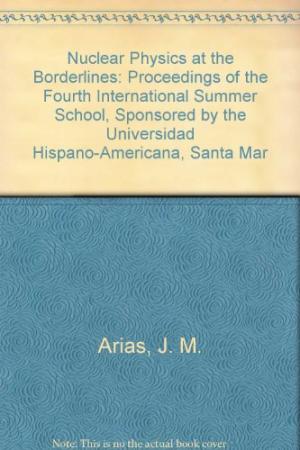 Nuclear Physics at the
Borderlines: Proceedings of the
Fourth International Summer
School, Sponsored by the
Universidad
Hispano-Americana, Santa Mar
Arias, J. M.
Note: This is no the actual book cover